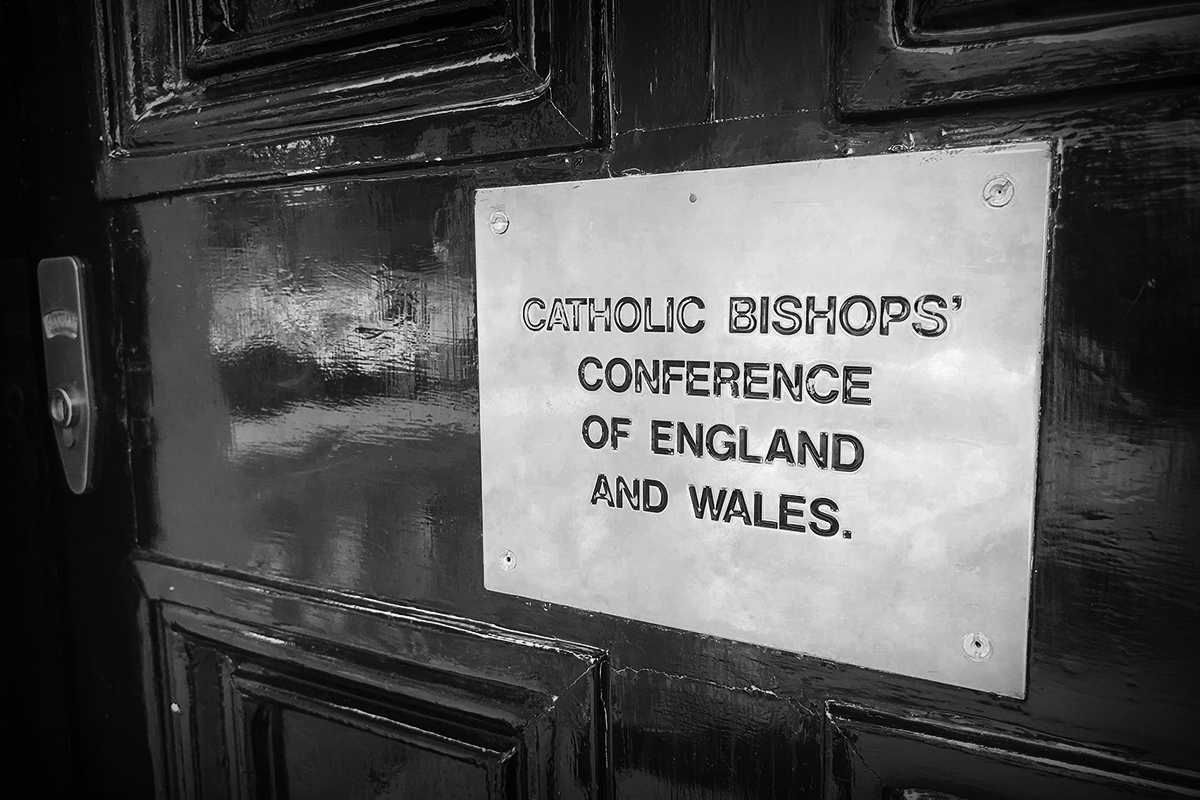 CATHOLIC BISHOPS'
CONFERENCE
OF ENGLAND
AND WALES.